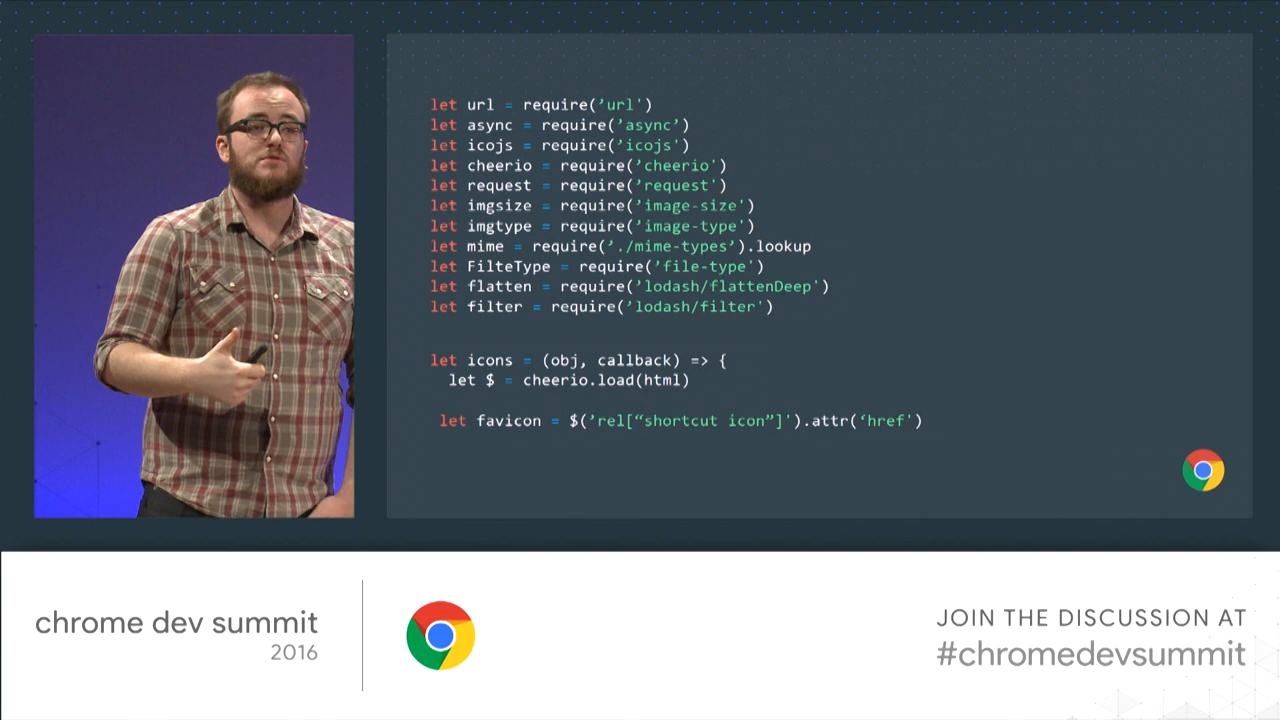 let url = require(’url')
let async = require(’async’)
let icojs = require(’icojs')
let cheerio = require(’cheerio')
let request = require(’request')
let imgsize = require(’image-size')
let imgtype = require(’image-type')
let mime = require(’./mime-types’).lookup
let FilteType = require(’file-type’)
let flatten = require(’lodash/flattenDeep')
let filter = require(’lodash/filter')
let icons = (obj, callback) => {
let $ = cheerio.load(html)
let favicon = $(’rel[“shortcut icon”]').attr(‘href')
chrome dev summit
2016
JOIN THE DISCUSSION AT
#chromedevsummit